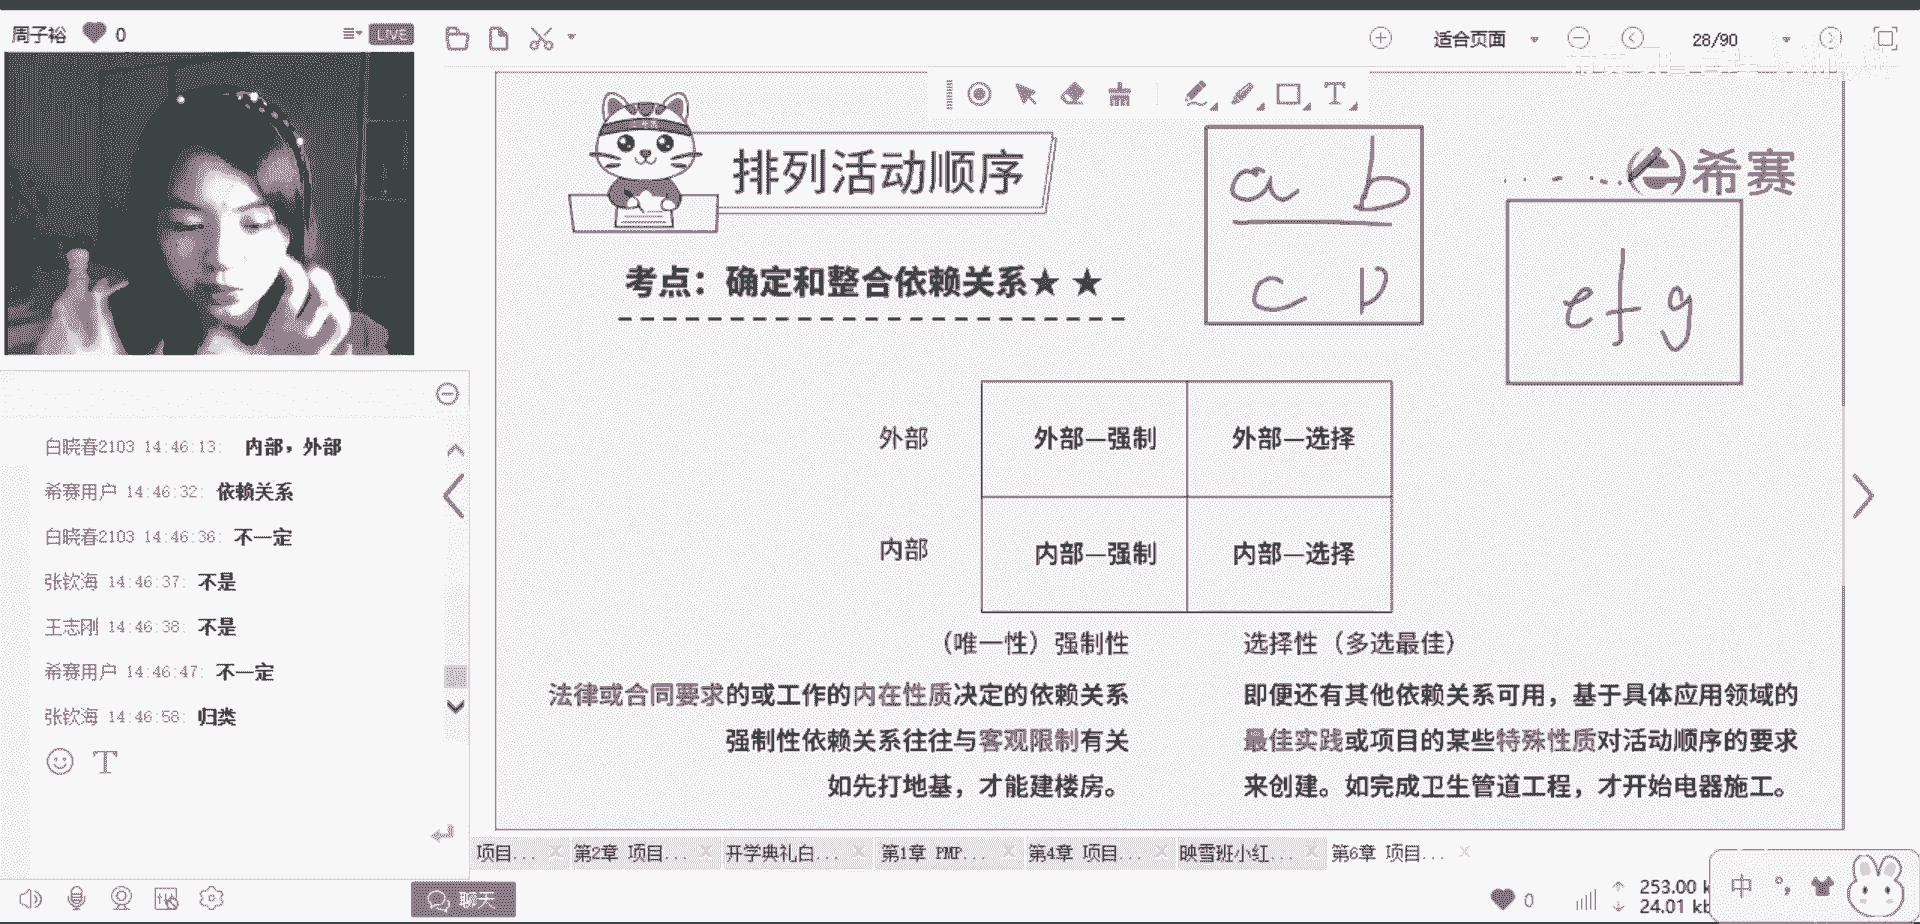 周子裕 0
LIVE
适合页面
28/90
排列活动顺序
希赛
a b
c D
e f g
考点：确定和整合依赖关系★ ★
外部 外部—强制 外部—选择
内部 内部—强制 内部—选择
（唯一性）强制性
法律或合同要求的或工作的内在性质决定的依赖关系
强制性依赖关系往往与客观限制有关
如先打地基，才能建楼房。
选择性（多选最佳）
即便还有其他依赖关系可用，基于具体应用领域的
最佳实践或项目的某些特殊性质对活动顺序的要求
来创建。如完成卫生管道工程，才开始电器施工。
白晓春2103 14:46:13: 内部，外部
希赛用户 14:46:32: 依赖关系
白晓春2103 14:46:36: 不一定
张钦海 14:46:37: 不是
王志刚 14:46:38: 不是
希赛用户 14:46:47: 不一定
张钦海 14:46:58: 归类
项目... 第2章 项目... 开学典礼白... 第1章 PMP... 第4章 项目... 映雪班小红... 第6章 项目...
聊天
0
253.00 k
24.01 kb
中